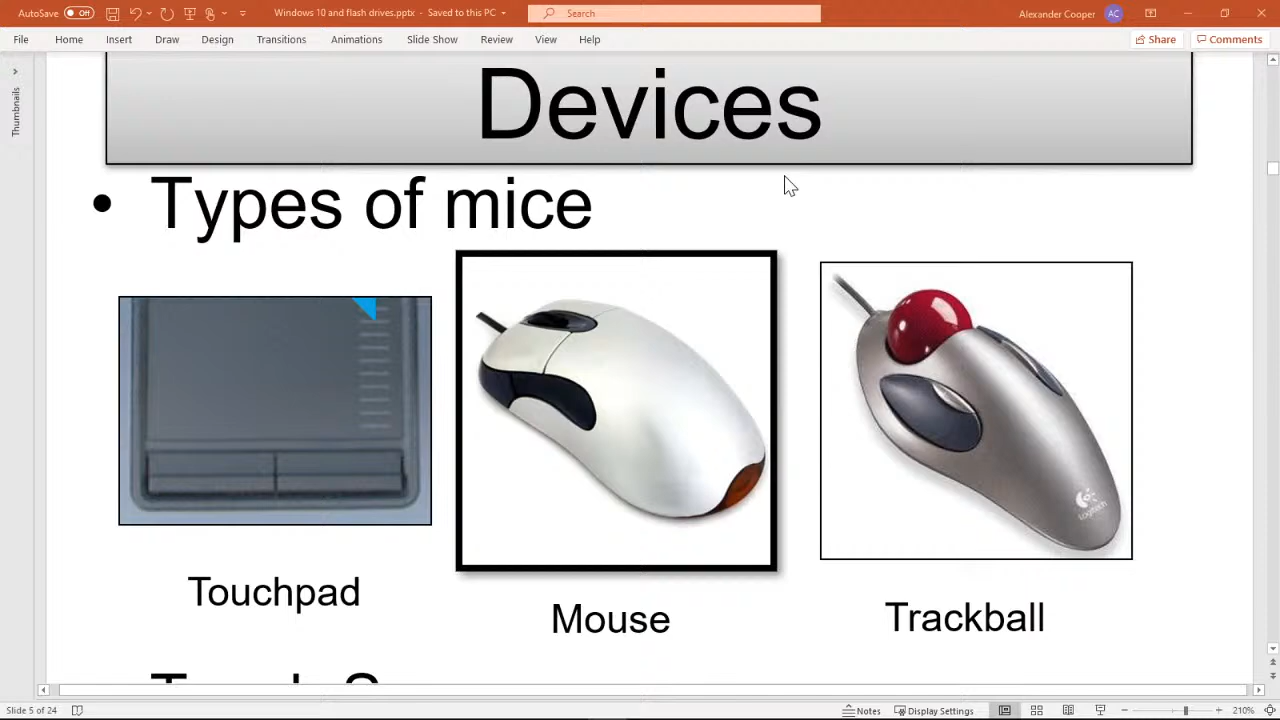 AutoSave Off Windows 10 and flash drives.pptx - Saved to this PC Search Alexander Cooper AC
File Home Insert Draw Design Transitions Animations Slide Show Review View Help Share Comments
Thumbnails
Devices
• Types of mice
Logitech
Touchpad
Mouse
Trackball
Slide 5 of 24 Notes Display Settings 210%